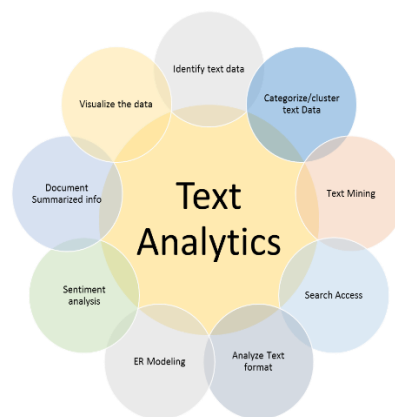 Identify text data
Categorize/cluster
text Data
Text Mining
Search Access
Analyze Text
format
ER Modeling
Sentiment
analysis
Document
Summarized info
Visualize the data
Text
Analytics